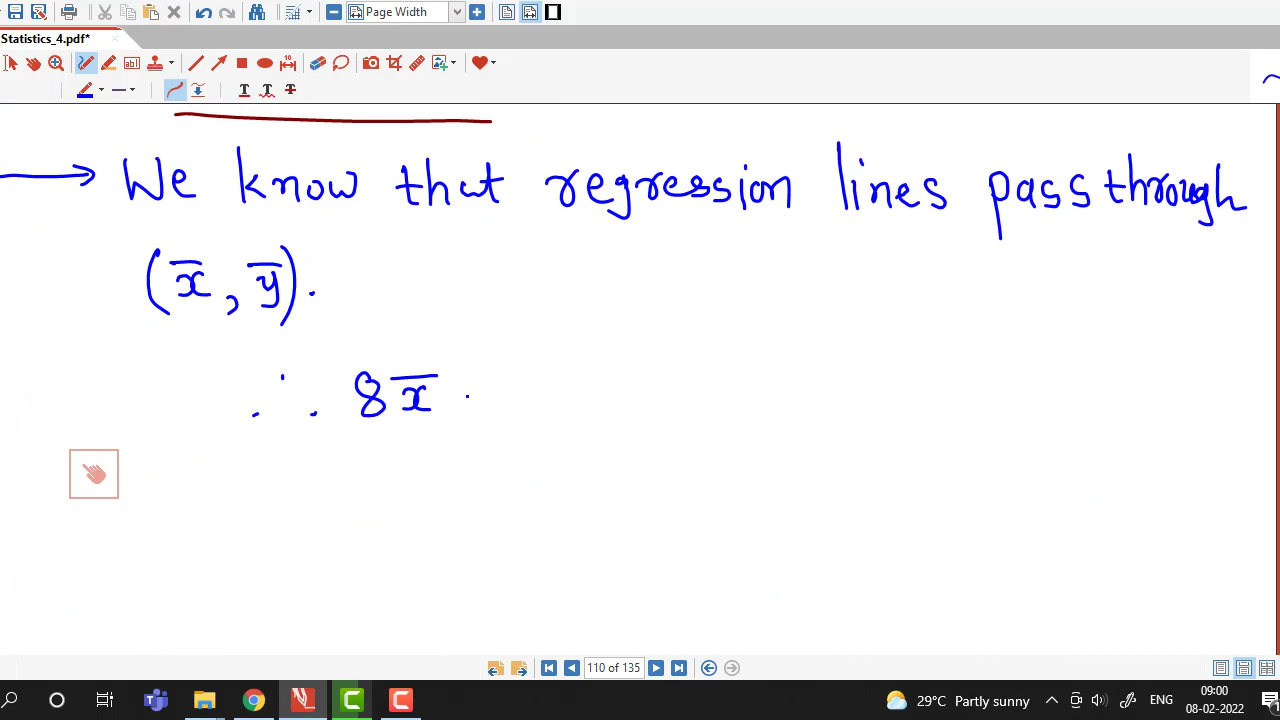 Page Width
Statistics_4.pdf*
10
T T T
We know that regression lines pass through
(x̅, y̅).
∴ 8x̅
110 of 135
29°C Partly sunny
ENG
09:00
08-02-2022